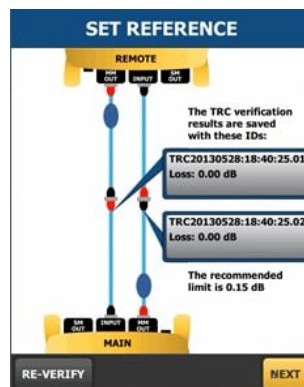 SET REFERENCE
REMOTE
MM OUT
INPUT
SM OUT
The TRC verification
results are saved
with these IDs:
TRC20130528:18:40:25.01
Loss: 0.00 dB
TRC20130528:18:40:25.02
Loss: 0.00 dB
The recommended
limit is 0.15 dB
SM OUT
INPUT
MM OUT
MAIN
RE-VERIFY
NEXT